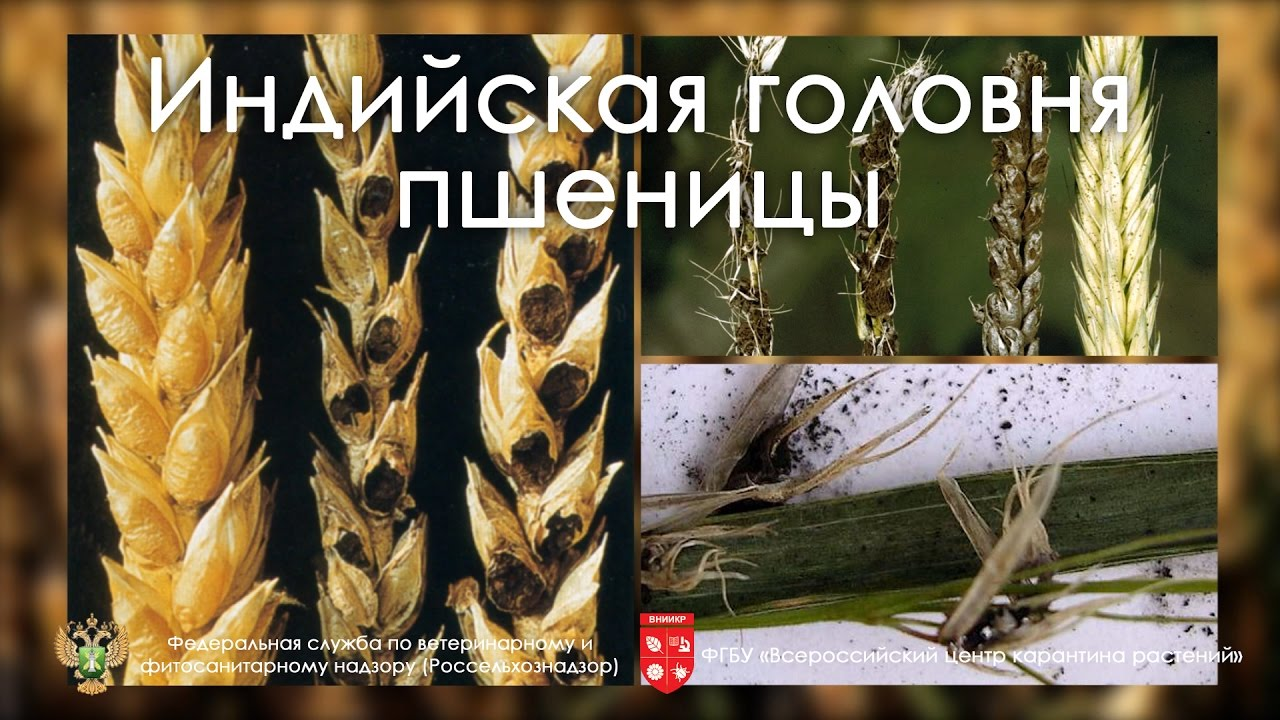 Индийская головня
пшеницы
Федеральная служба по ветеринарному и
фитосанитарному надзору (Россельхознадзор)
ВНИИКР
ФГБУ «Всероссийский центр карантина растений»